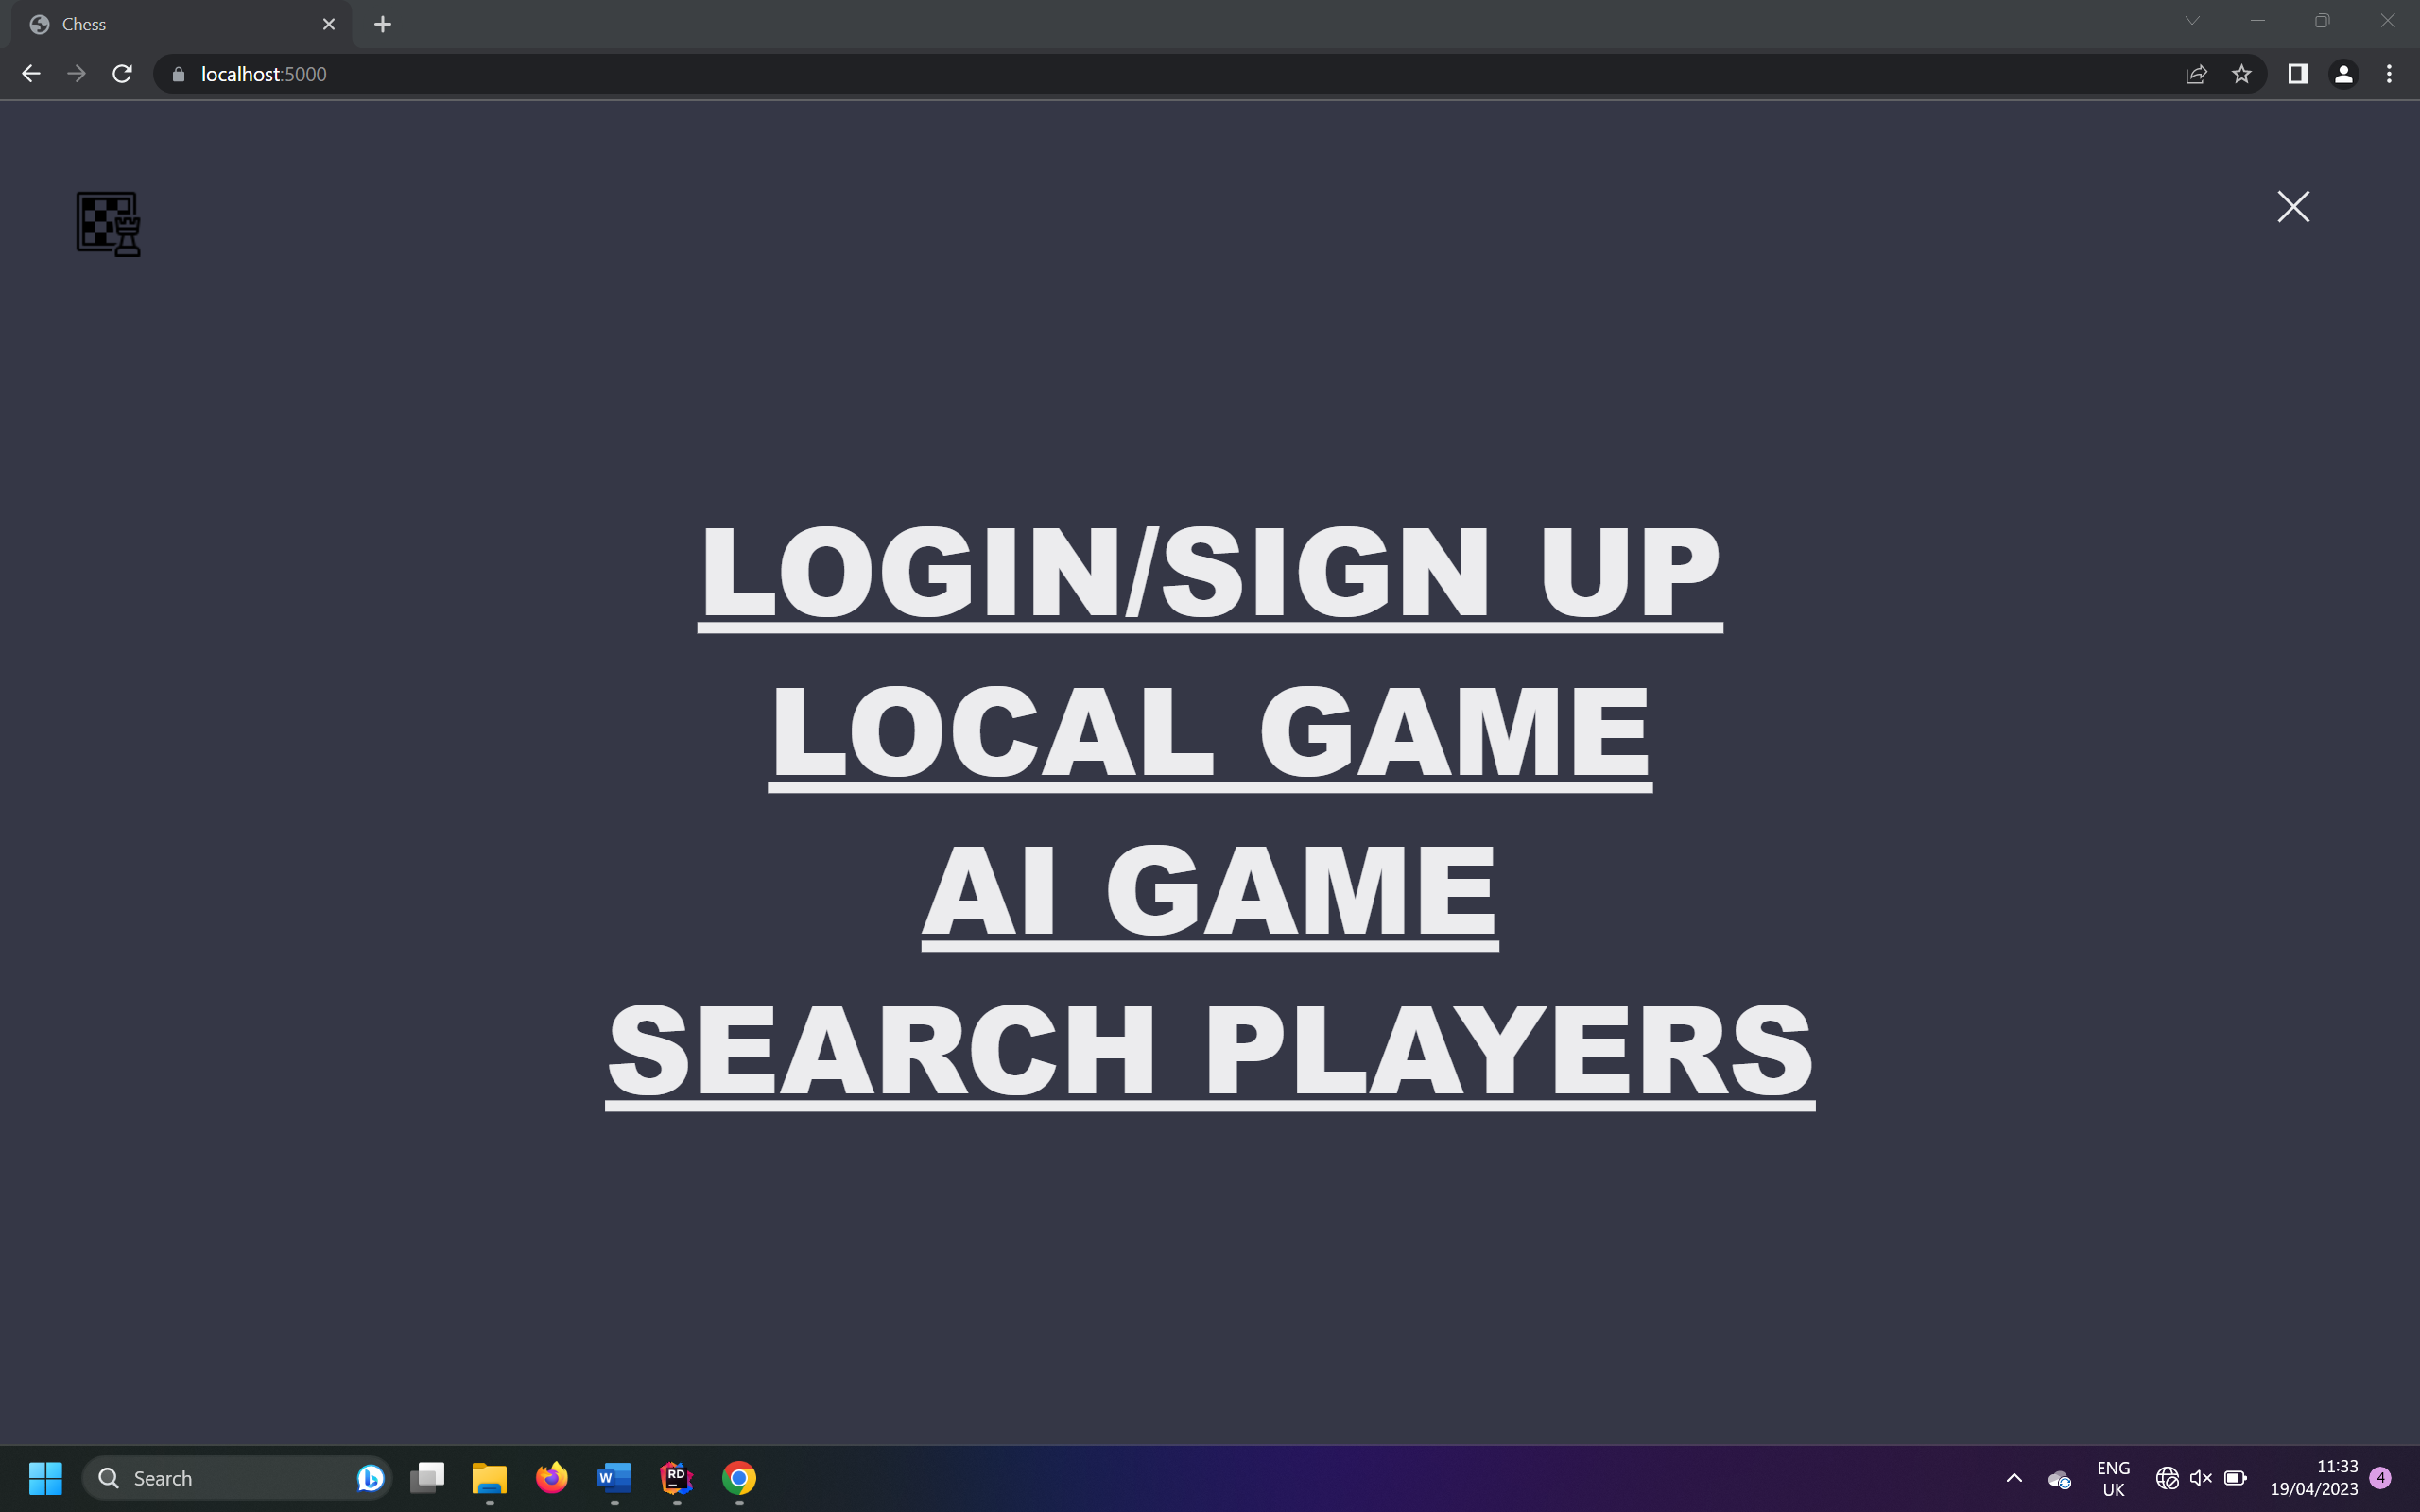 Chess
localhost:5000
LOGIN/SIGN UP
LOCAL GAME
AI GAME
SEARCH PLAYERS
Search
W
RD
ENG
UK
11:33
19/04/2023
4